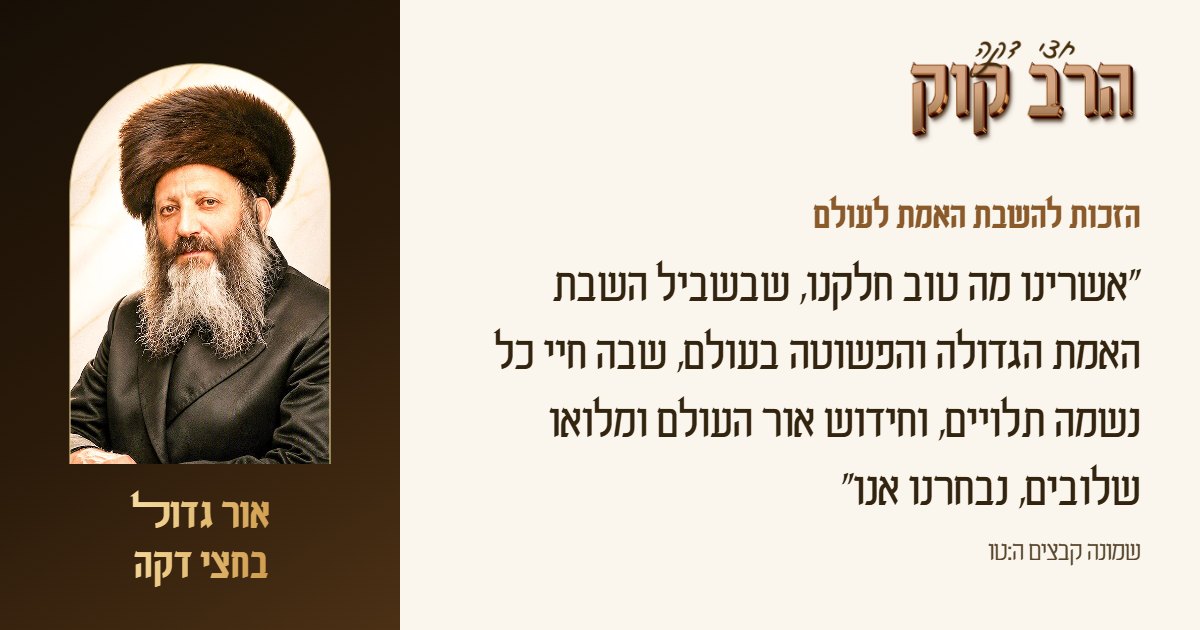 חצי דקה
הרב קוק
הזכות להשבת האמת לעולם
"אשרינו מה טוב חלקנו, שבשביל השבת
האמת הגדולה והפשוטה בעולם, שבה חיי כל
נשמה תלויים, וחידוש אור העולם ומלואו
שלובים, נבחרנו אנו"
שמונה קבצים ה:טו
אור גדול
בחצי דקה